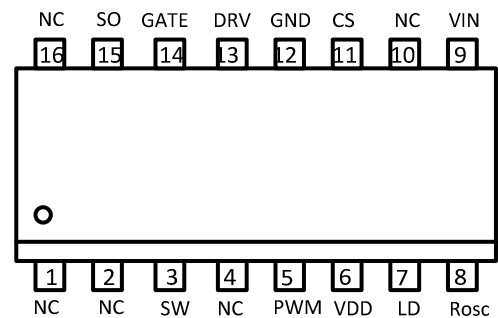 NC SO GATE DRV GND CS NC VIN
16 15 14 13 12 11 10 9
1 2 3 4 5 6 7 8
NC NC SW NC PWM VDD LD Rosc